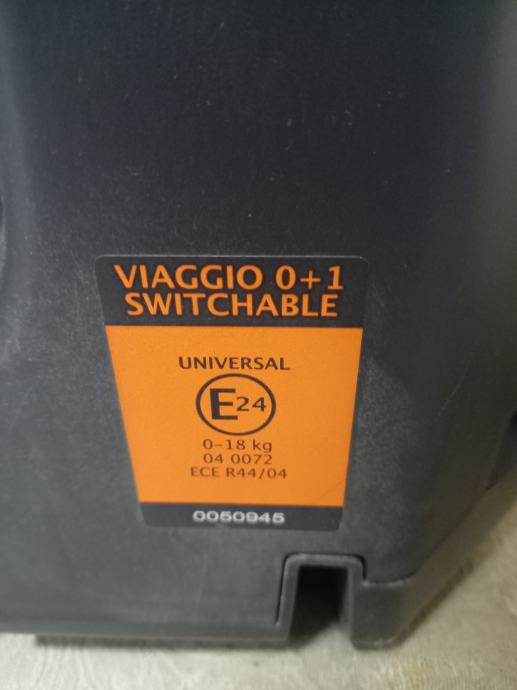 VIAGGIO 0+1
SWITCHABLE
UNIVERSAL
E24
0-18 kg
04 0072
ECE R44/04
0050945